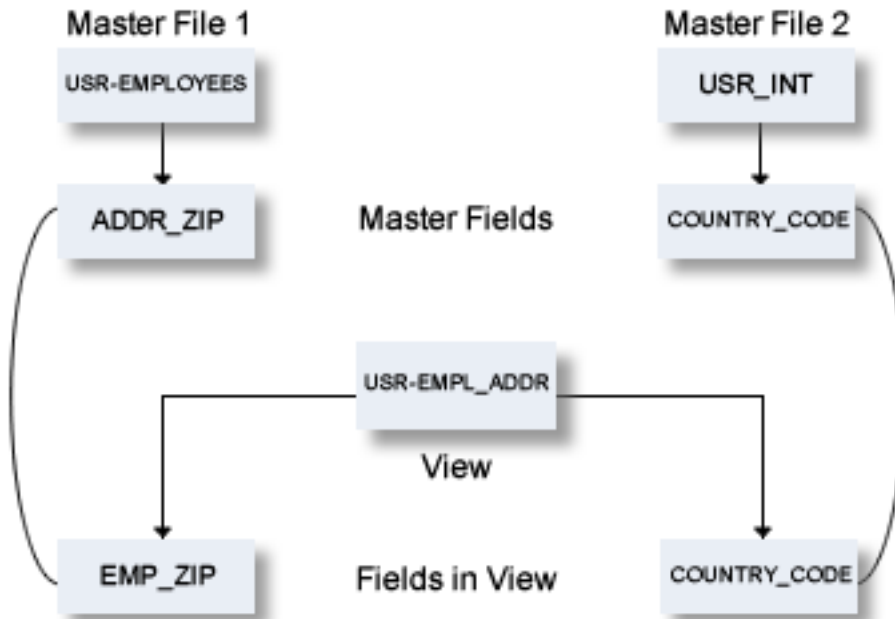 Master File 1
Master File 2
USR-EMPLOYEES
USR_INT
ADDR_ZIP
Master Fields
COUNTRY_CODE
USR-EMPL_ADDR
View
EMP_ZIP
Fields in View
COUNTRY_CODE